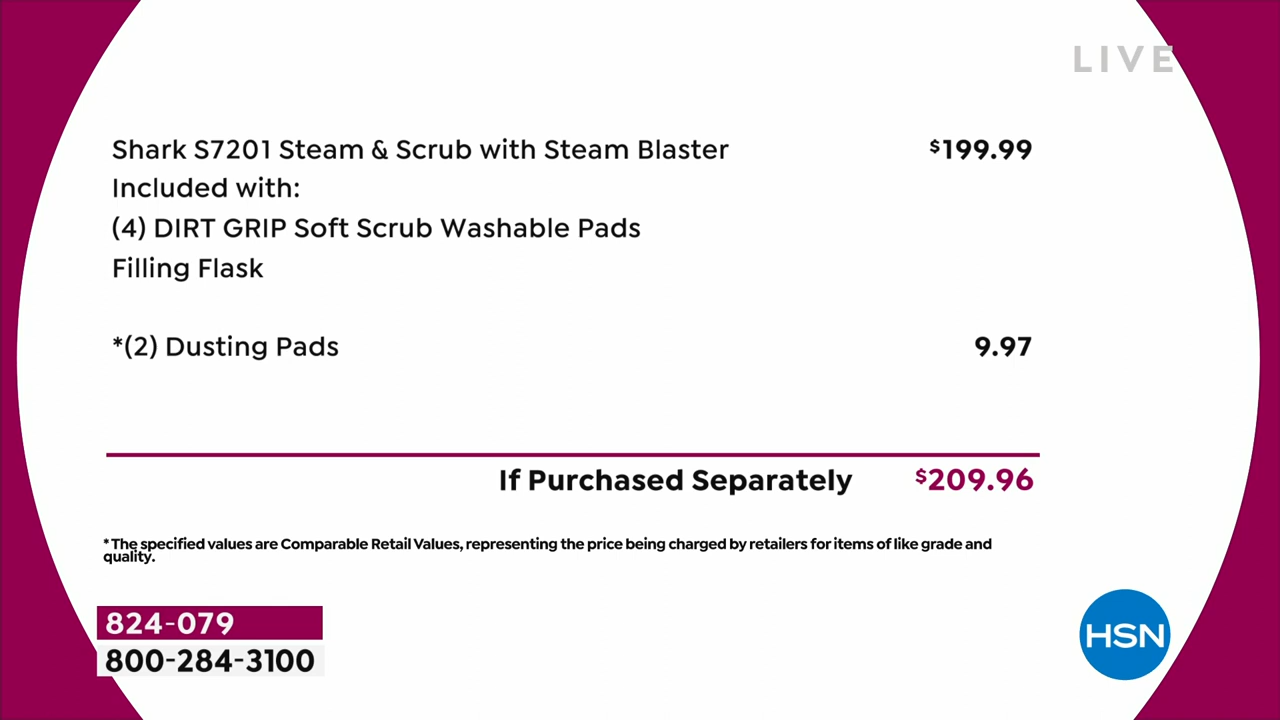 LIVE
Shark S7201 Steam & Scrub with Steam Blaster $199.99
Included with:
(4) DIRT GRIP Soft Scrub Washable Pads
Filling Flask
*(2) Dusting Pads 9.97
If Purchased Separately $209.96
*The specified values are Comparable Retail Values, representing the price being charged by retailers for items of like grade and
quality.
824-079
800-284-3100
HSN